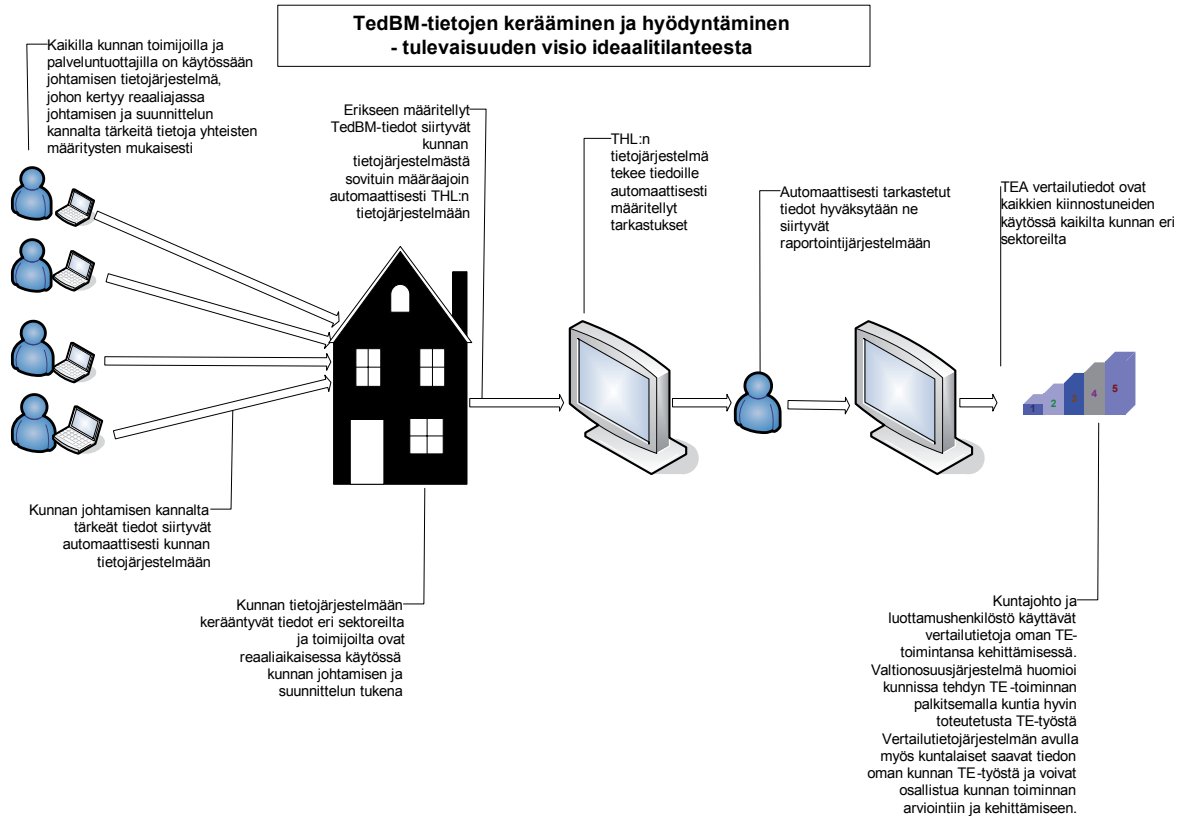 TedBM-tietojen kerääminen ja hyödyntäminen
- tulevaisuuden visio ideaalitilanteesta
Kaikilla kunnan toimijoilla ja
palveluntuottajilla on käytössään
johtamisen tietojärjestelmä,
johon kertyy reaaliajassa
johtamisen ja suunnittelun
kannalta tärkeitä tietoja yhteisten
määritysten mukaisesti
Erikseen määritellyt
TedBM-tiedot siirtyvät
kunnan
tietojärjestelmästä
sovituin määräajoin
automaattisesti THL:n
tietojärjestelmään
THL:n
tietojärjestelmä
tekee tiedoille
automaattisesti
määritellyt
tarkastukset
Automaattisesti tarkastetut
tiedot hyväksytään ne
siirtyvät
raportointijärjestelmään
TEA vertailutiedot ovat
kaikkien kiinnostuneiden
käytössä kaikilta kunnan eri
sektoreilta
1
2
3
4
5
Kunnan johtamisen kannalta
tärkeät tiedot siirtyvät
automaattisesti kunnan
tietojärjestelmään
Kunnan tietojärjestelmään
kerääntyvät tiedot eri sektoreilta
ja toimijoilta ovat
reaaliaikaisessa käytössä
kunnan johtamisen ja
suunnittelun tukena
Kuntajohto ja
luottamushenkilöstö käyttävät
vertailutietoja oman TE-
toimintansa kehittämisessä.
Valtionosuusjärjestelmä huomioi
kunnissa tehdyn TE -toiminnan
palkitsemalla kuntia hyvin
toteutetusta TE-työstä
Vertailutietojärjestelmän avulla
myös kuntalaiset saavat tiedon
oman kunnan TE-työstä ja voivat
osallistua kunnan toiminnan
arviointiin ja kehittämiseen.